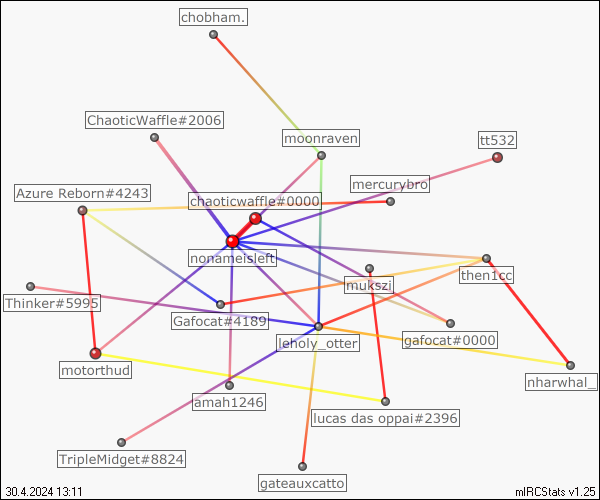 chobham.
ChaoticWaffle#2006
moonraven
tt532
mercurybro
Azure Reborn#4243
chaoticwaffle#0000
nonameisleft
then1cc
mukszi
Thinker#5995
Gafocat#4189
gafocat#0000
leholy_otter
motorthud
nharwhal_
amah1246
lucas das oppai#2396
TripleMidget#8824
gateauxcatto
30.4.2024 13:11
mIRCStats v1.25